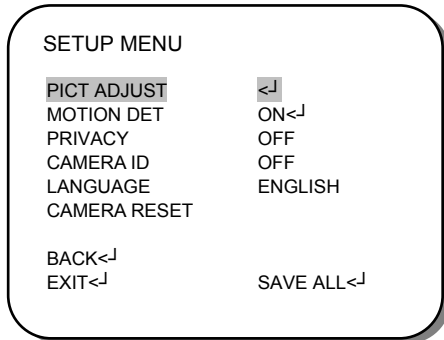 SETUP MENU
PICT ADJUST <┘
MOTION DET ON<┘
PRIVACY OFF
CAMERA ID OFF
LANGUAGE ENGLISH
CAMERA RESET
BACK<┘
EXIT<┘ SAVE ALL<┘